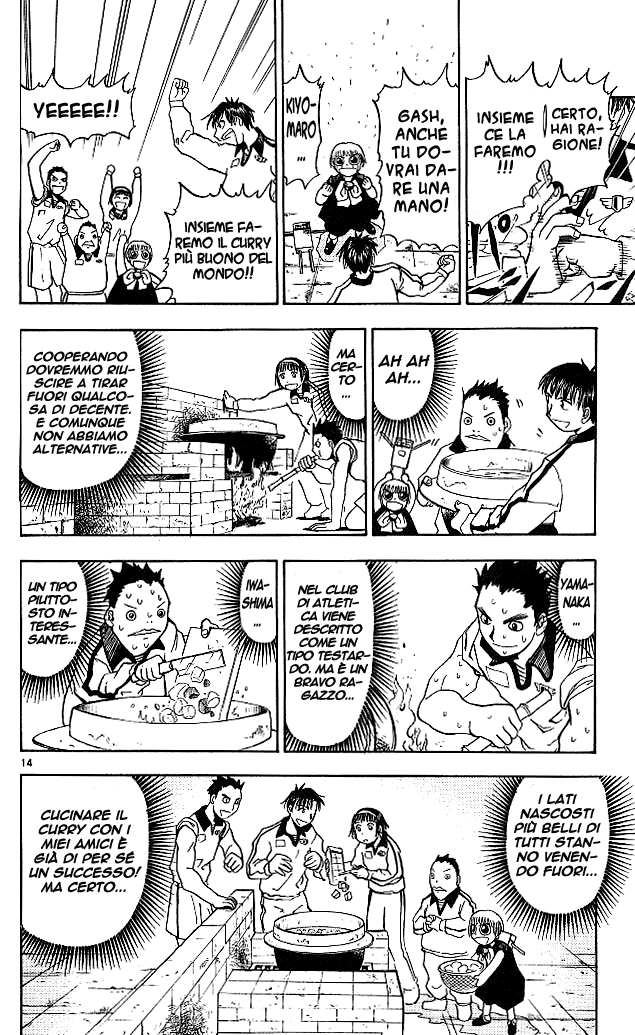 CERTO,
HAI RA-
GIONE!
INSIEME
CE LA
FAREMO
!!!
GASH,
ANCHE
TU DO-
VRAI DA-
RE UNA
MANO!
KIYO-
MARO
...
INSIEME FA-
REMO IL CURRY
PIÙ BUONO DEL
MONDO!!
YEEEEE!!
AH AH
AH...
MA
CERTO
...
COOPERANDO
DOVREMMO RIU-
SCIRE A TIRAR
FUORI QUALCO-
SA DI DECENTE.
E COMUNQUE
NON ABBIAMO
ALTERNATIVE...
YAMA-
NAKA
...
NEL CLUB
DI ATLETI-
CA VIENE
DESCRITTO
COME UN
TIPO TESTAR-
DO. MA È UN
BRAVO RA-
GAZZO...
IWA-
SHIMA
...
UN TIPO
PIUTTO-
STO IN-
TERES-
SANTE...
14
I LATI
NASCOSTI
PIÙ BELLI DI
TUTTI STAN-
NO VENEN-
DO FUORI...
CUCINARE IL
CURRY CON I
MIEI AMICI È
GIÀ DI PER SÉ
UN SUCCESSO!
MA CERTO...